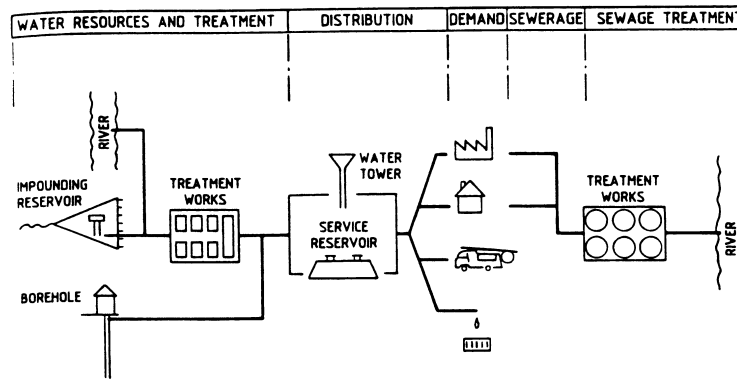 WATER RESOURCES AND TREATMENT
DISTRIBUTION
DEMAND
SEWERAGE
SEWAGE TREATMENT
RIVER
IMPOUNDING
RESERVOIR
TREATMENT
WORKS
BOREHOLE
WATER
TOWER
SERVICE
RESERVOIR
TREATMENT
WORKS
RIVER